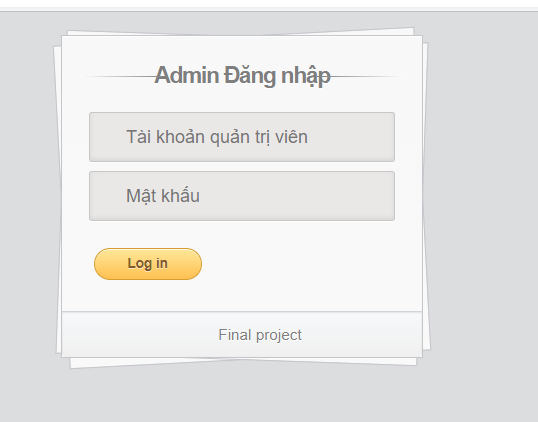 Admin Đăng nhập
Tài khoản quản trị viên
Mật khẩu
Log in
Final project